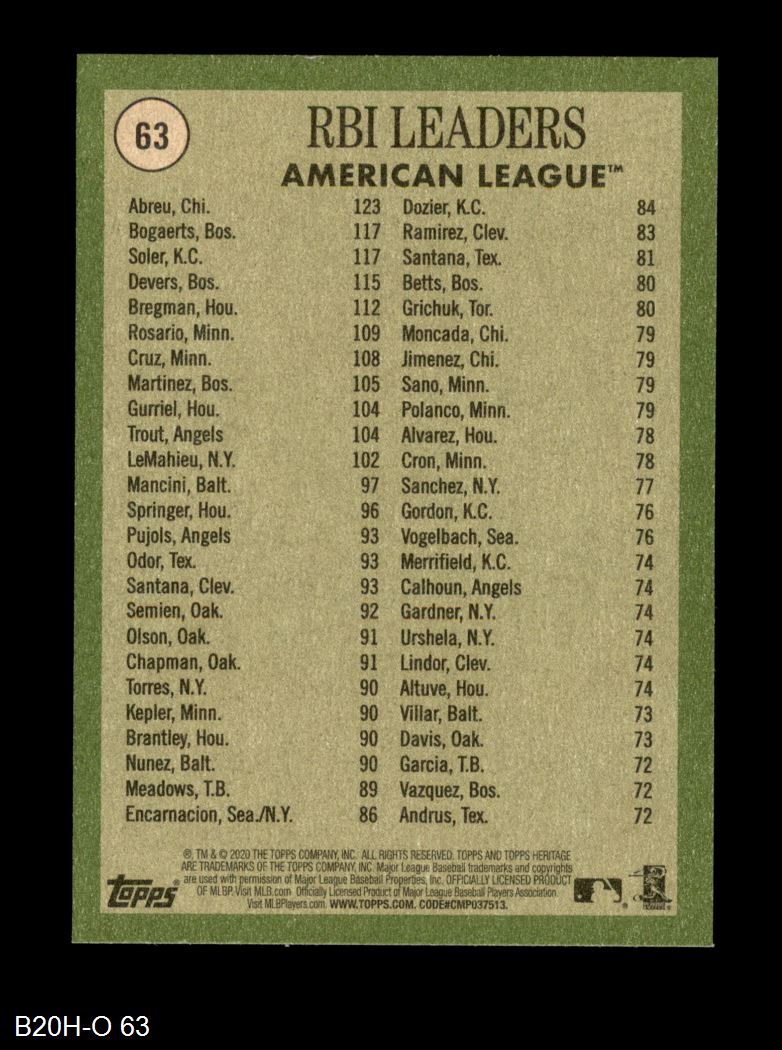 63
RBI LEADERS
AMERICAN LEAGUE™
Abreu, Chi. 123 Dozier, K.C. 84
Bogaerts, Bos. 117 Ramirez, Clev. 83
Soler, K.C. 117 Santana, Tex. 81
Devers, Bos. 115 Betts, Bos. 80
Bregman, Hou. 112 Grichuk, Tor. 80
Rosario, Minn. 109 Moncada, Chi. 79
Cruz, Minn. 108 Jimenez, Chi. 79
Martinez, Bos. 105 Sano, Minn. 79
Gurriel, Hou. 104 Polanco, Minn. 79
Trout, Angels 104 Alvarez, Hou. 78
LeMahieu, N.Y. 102 Cron, Minn. 78
Mancini, Balt. 97 Sanchez, N.Y. 77
Springer, Hou. 96 Gordon, K.C. 76
Pujols, Angels 93 Vogelbach, Sea. 76
Odor, Tex. 93 Merrifield, K.C. 74
Santana, Clev. 93 Calhoun, Angels 74
Semien, Oak. 92 Gardner, N.Y. 74
Olson, Oak. 91 Urshela, N.Y. 74
Chapman, Oak. 91 Lindor, Clev. 74
Torres, N.Y. 90 Altuve, Hou. 74
Kepler, Minn. 90 Villar, Balt. 73
Brantley, Hou. 90 Davis, Oak. 73
Nunez, Balt. 90 Garcia, T.B. 72
Meadows, T.B. 89 Vazquez, Bos. 72
Encarnacion, Sea./N.Y. 86 Andrus, Tex. 72
®, TM & © 2020 THE TOPPS COMPANY, INC. ALL RIGHTS RESERVED. TOPPS AND TOPPS HERITAGE
ARE TRADEMARKS OF THE TOPPS COMPANY, INC. Major League Baseball trademarks and copyrights
are used with permission of Major League Baseball Properties, Inc. OFFICIALLY LICENSED PRODUCT
OF MLBP. Visit MLB.com. Officially Licensed Product of Major League Baseball Players Association.
Visit MLBPlayers.com. WWW.TOPPS.COM. CODE#CMP037513.
Topps®
B20H-O 63